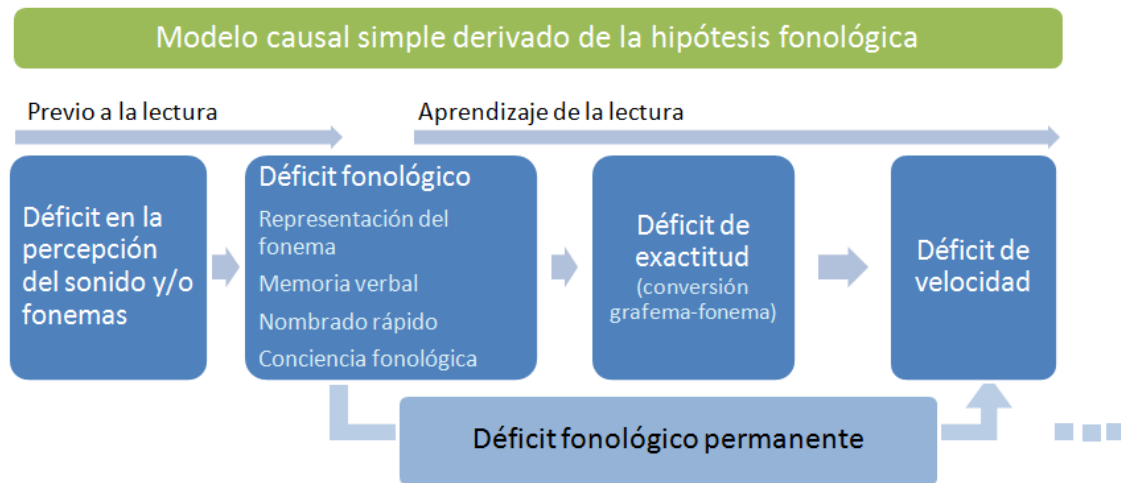 Modelo causal simple derivado de la hipótesis fonológica
Previo a la lectura
Aprendizaje de la lectura
Déficit en la
percepción
del sonido y/o
fonemas
Déficit fonológico
Representación del
fonema
Memoria verbal
Nombrado rápido
Conciencia fonológica
Déficit de
exactitud
(conversión
grafema-fonema)
Déficit de
velocidad
Déficit fonológico permanente